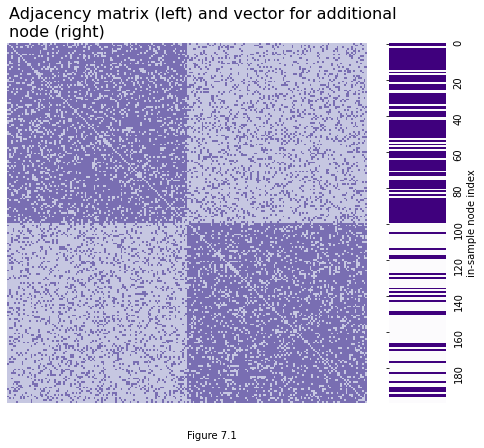 Adjacency matrix (left) and vector for additional
node (right)
0
20
40
60
80
100
120
140
160
180
in-sample node index
Figure 7.1